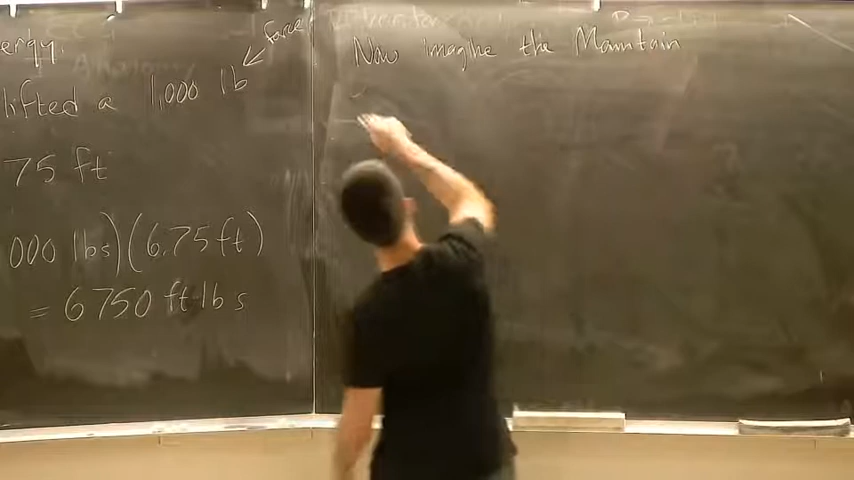 ergy.
force
lifted a 1,000 lb
75 ft
000 lbs)(6.75 ft)
= 6750 ft·lbs
Now imagine the Mountain